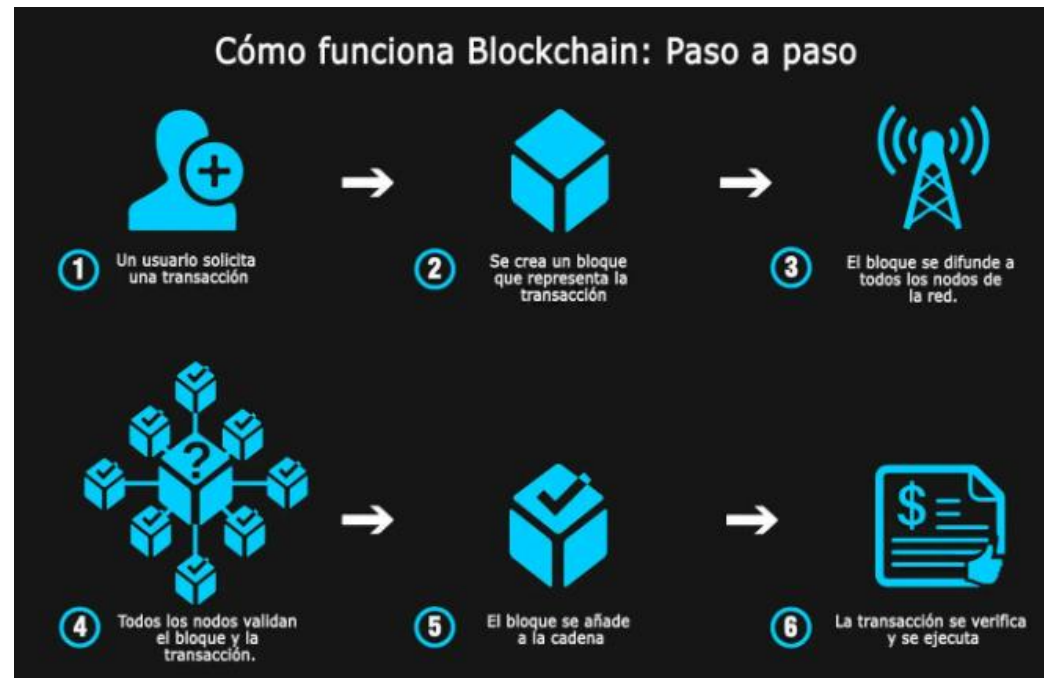 Cómo funciona Blockchain: Paso a paso
1
Un usuario solicita
una transacción
2
Se crea un bloque
que representa la
transacción
3
El bloque se difunde a
todos los nodos de
la red.
?
4
Todos los nodos validan
el bloque y la
transacción.
5
El bloque se añade
a la cadena
$
6
La transacción se verifica
y se ejecuta